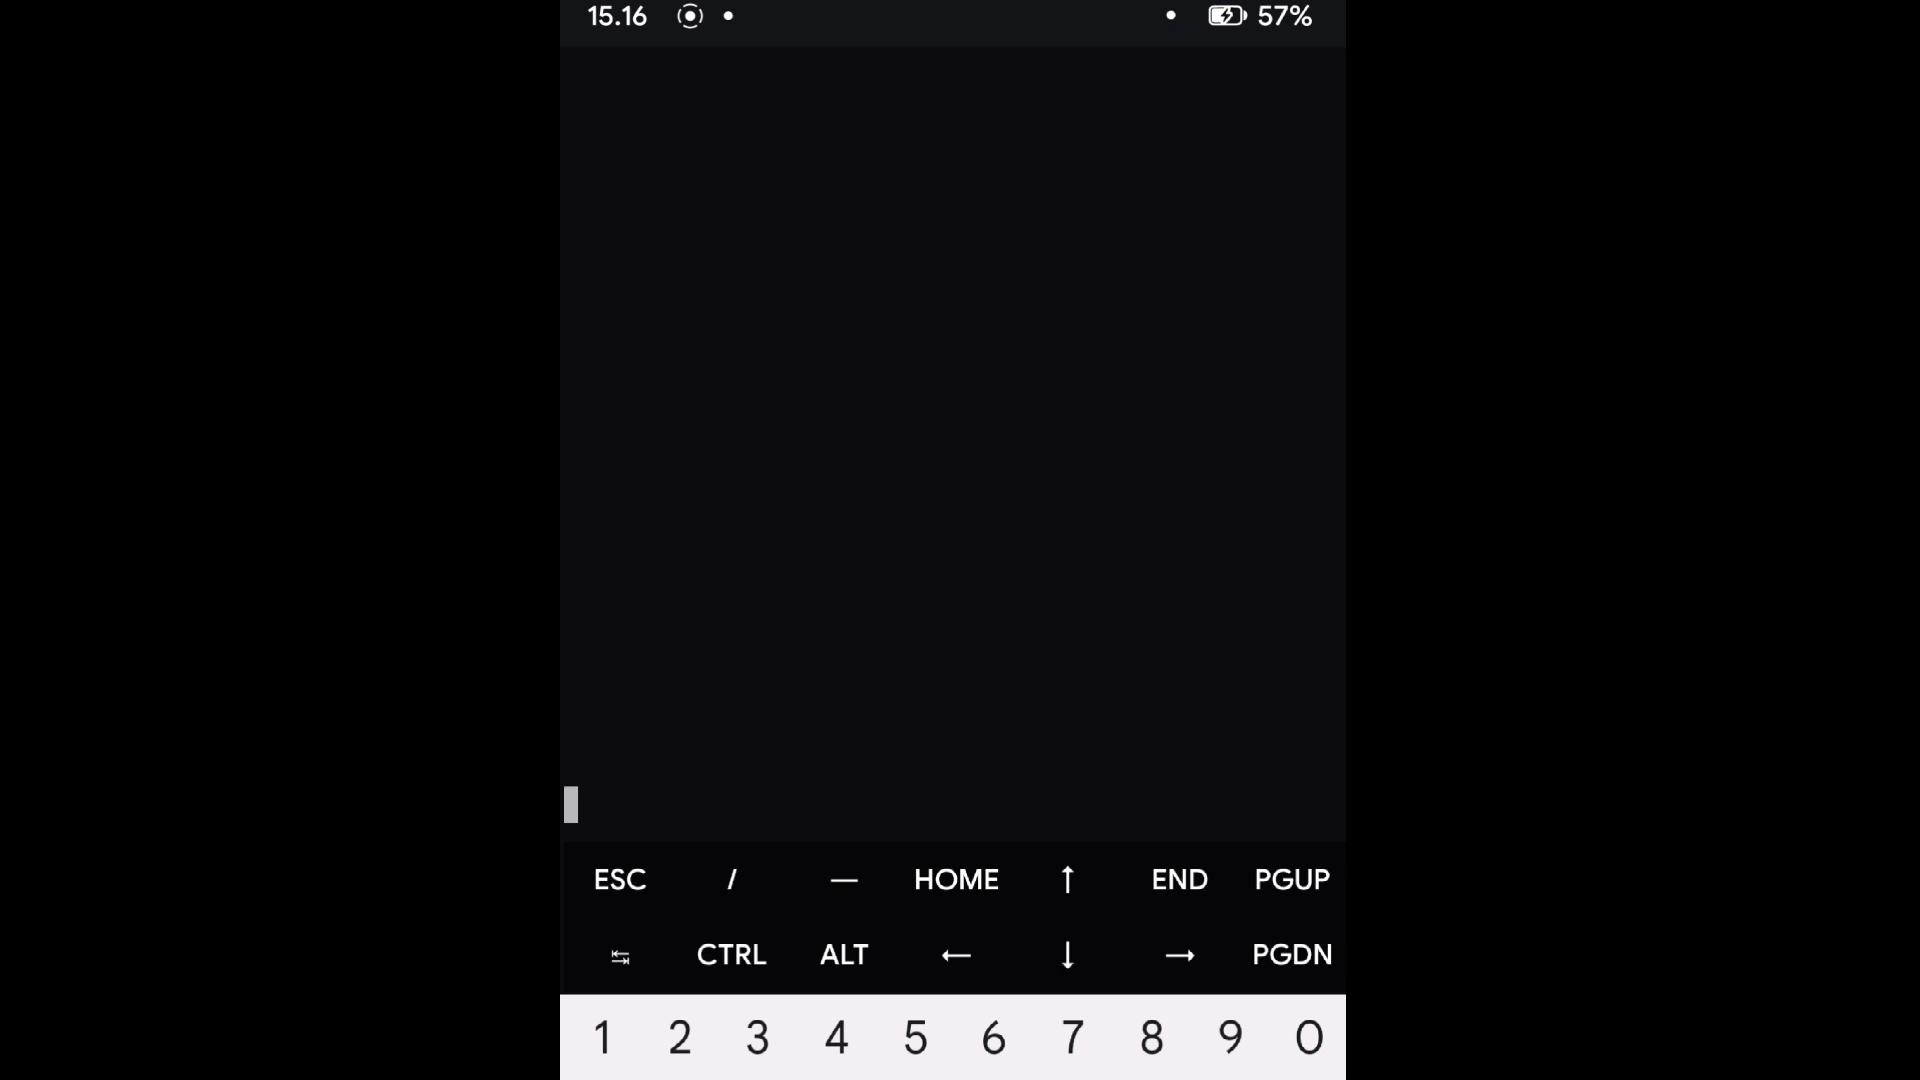 15.16 57%
ESC / — HOME ↑ END PGUP
⇆ CTRL ALT ← ↓ → PGDN
1 2 3 4 5 6 7 8 9 0